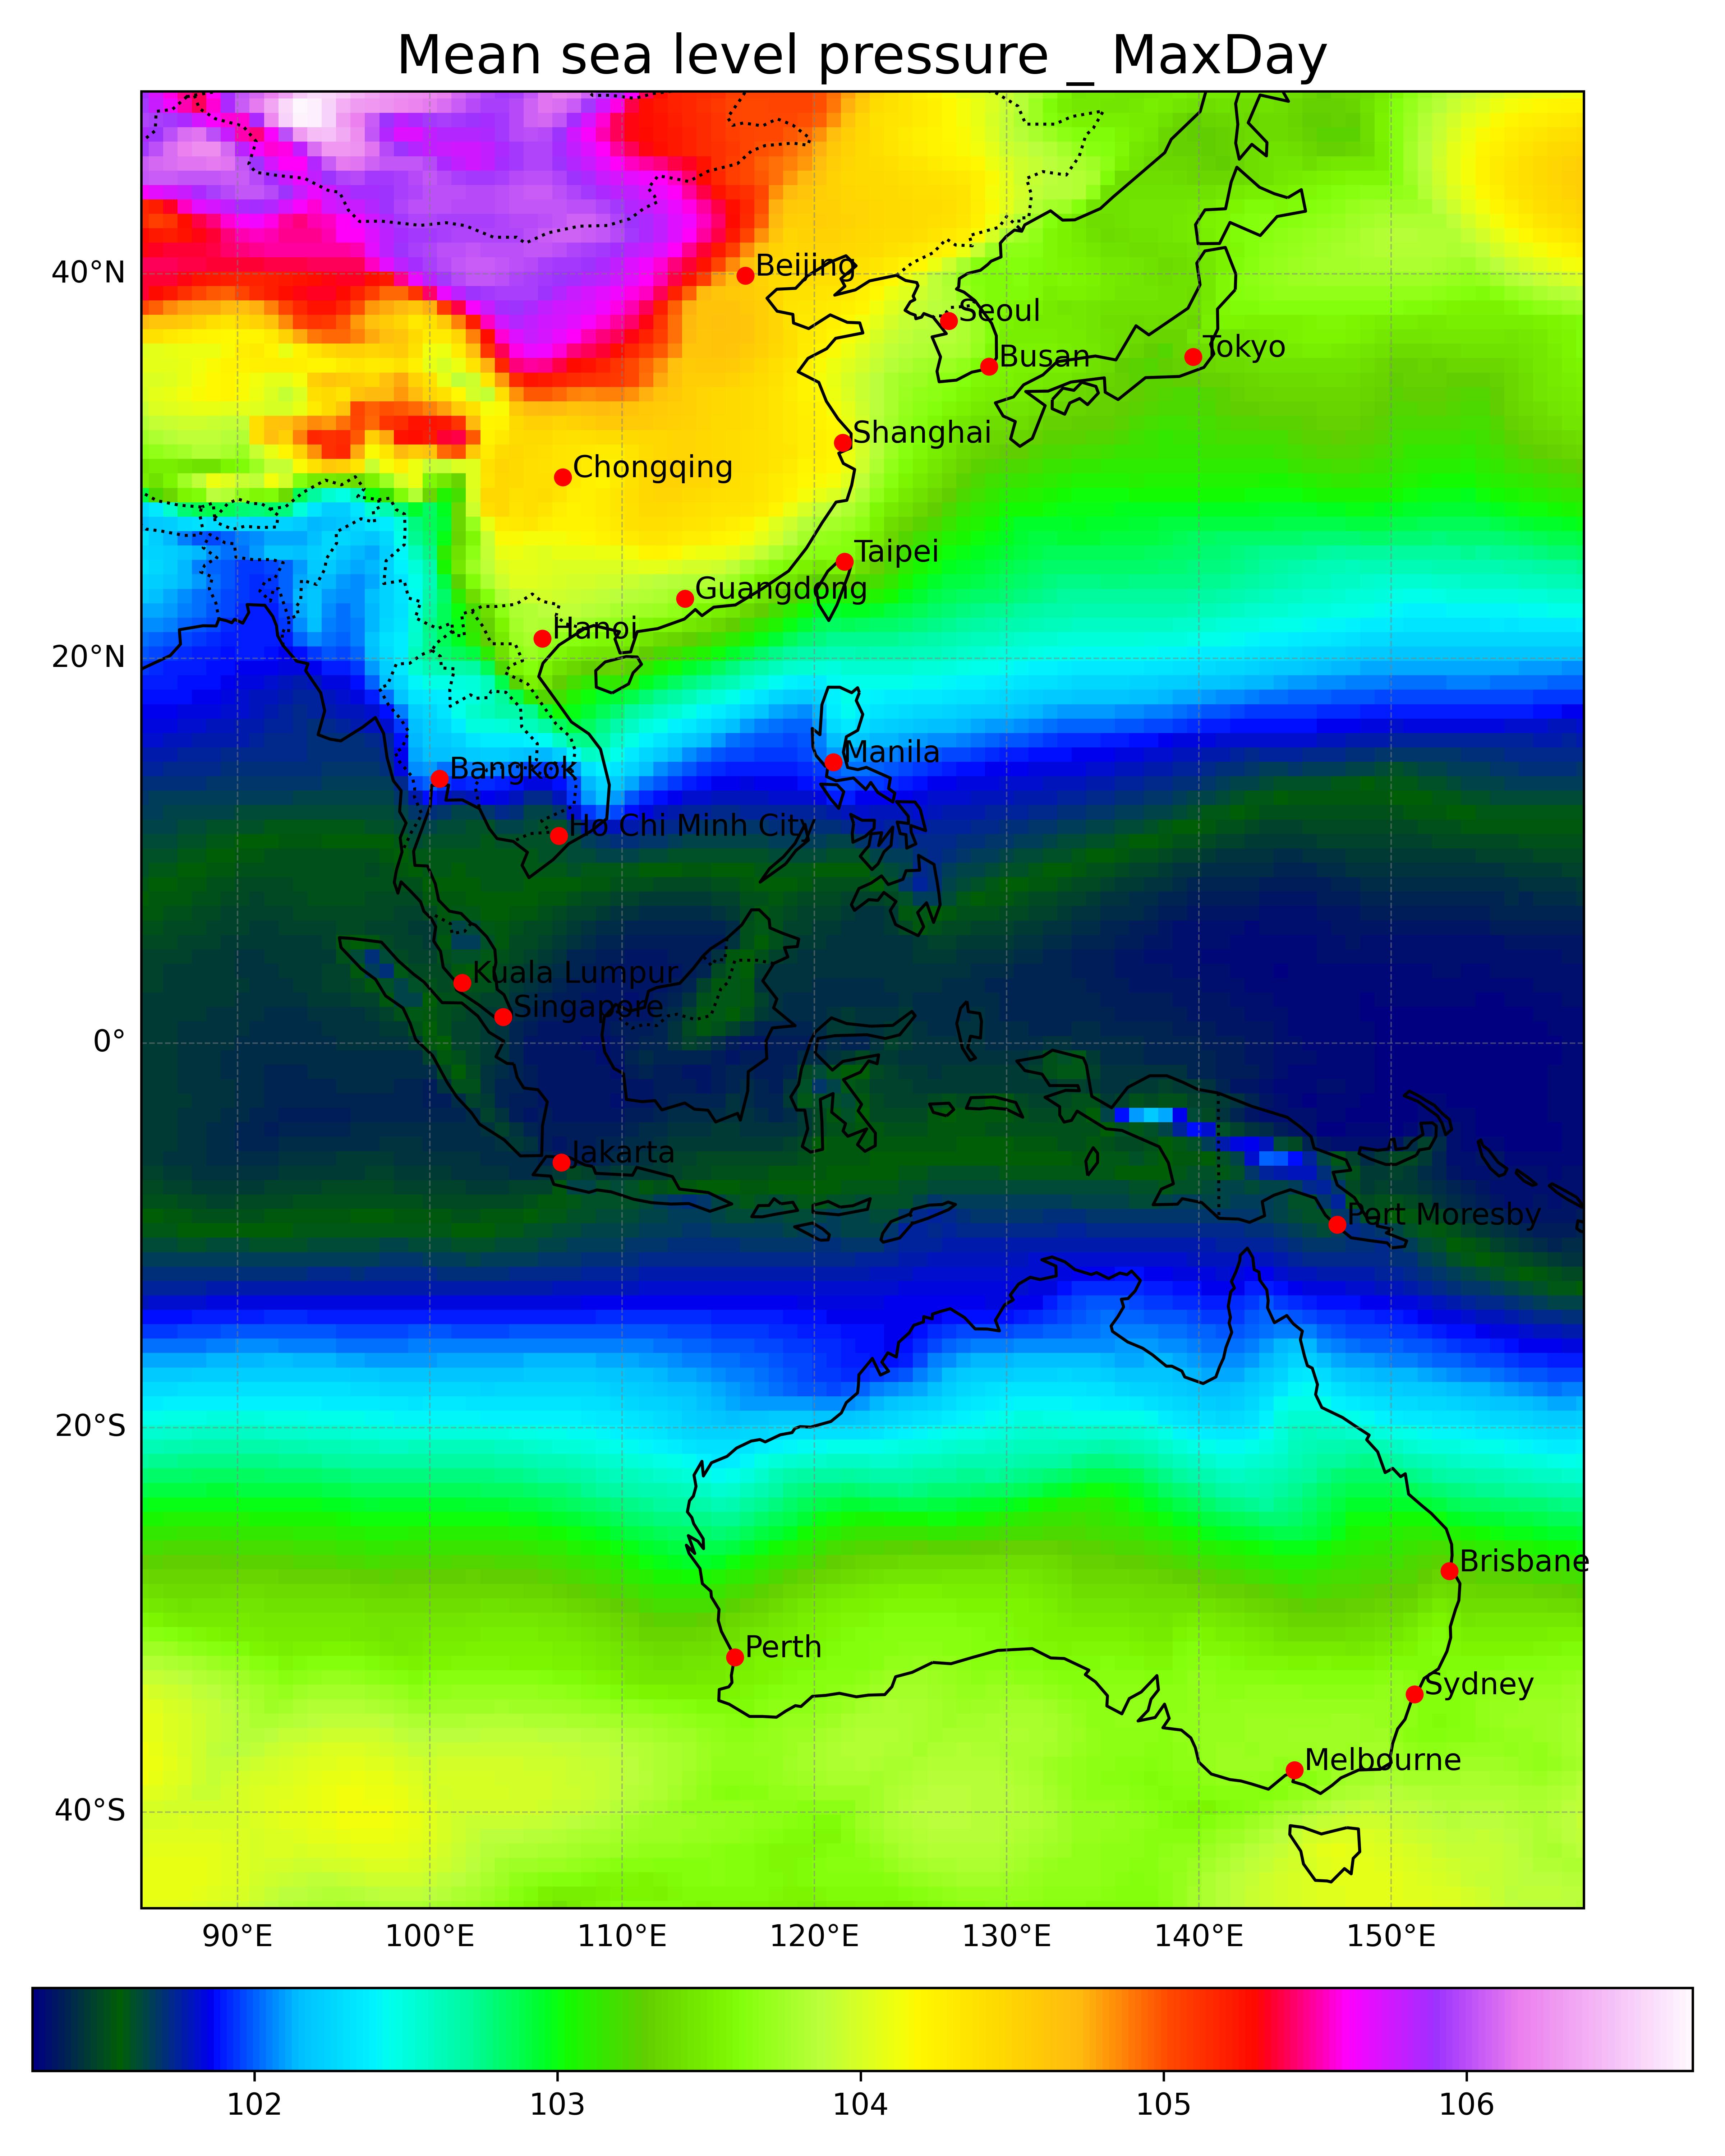 Mean sea level pressure _ MaxDay
40°N
20°N
0°
20°S
40°S
Beijing
Seoul
Tokyo
Busan
Shanghai
Chongqing
Taipei
Guangdong
Hanoi
Manila
Bangkok
Ho Chi Minh City
Kuala Lumpur
Singapore
Jakarta
Port Moresby
Brisbane
Perth
Sydney
Melbourne
90°E 100°E 110°E 120°E 130°E 140°E 150°E
102 103 104 105 106